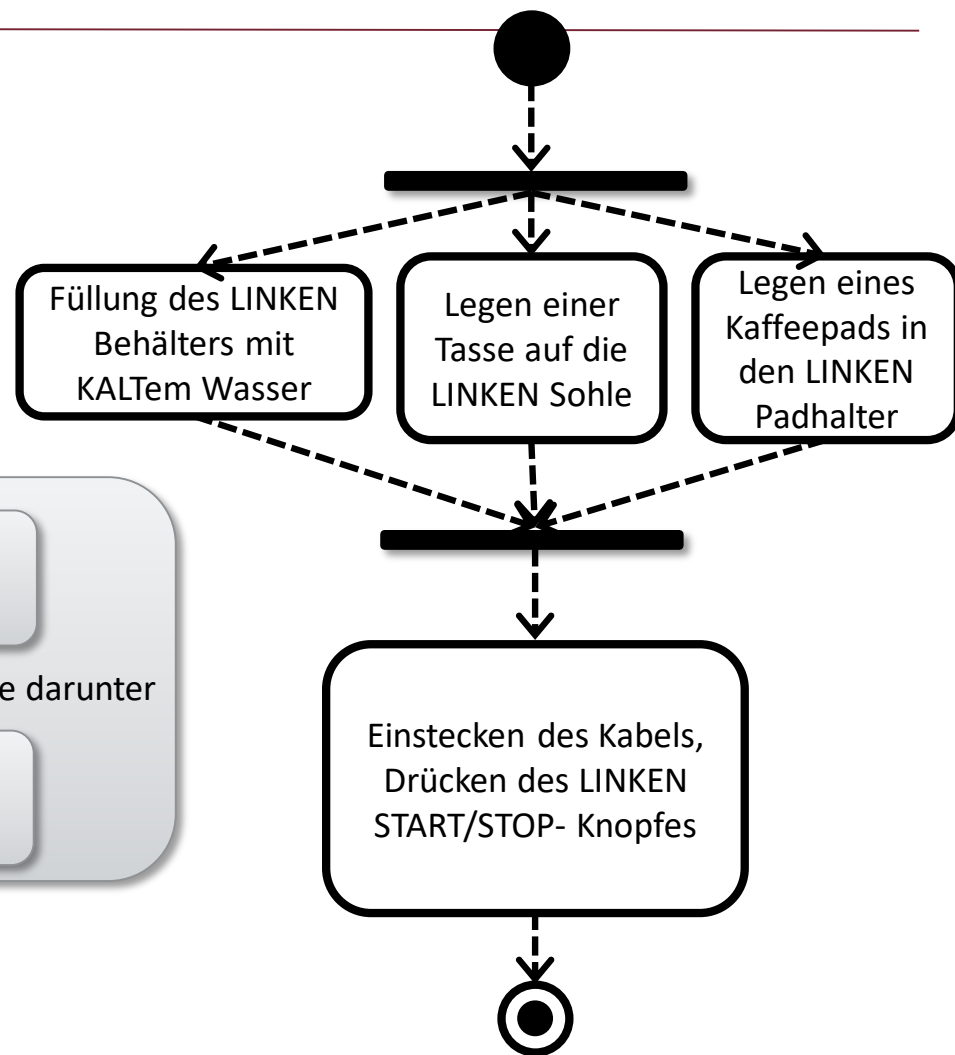 Füllung des LINKEN
Behälters mit
KALTem Wasser
Legen einer
Tasse auf die
LINKEN Sohle
Legen eines
Kaffeepads in
den LINKEN
Padhalter
e darunter
Einstecken des Kabels,
Drücken des LINKEN
START/STOP- Knopfes